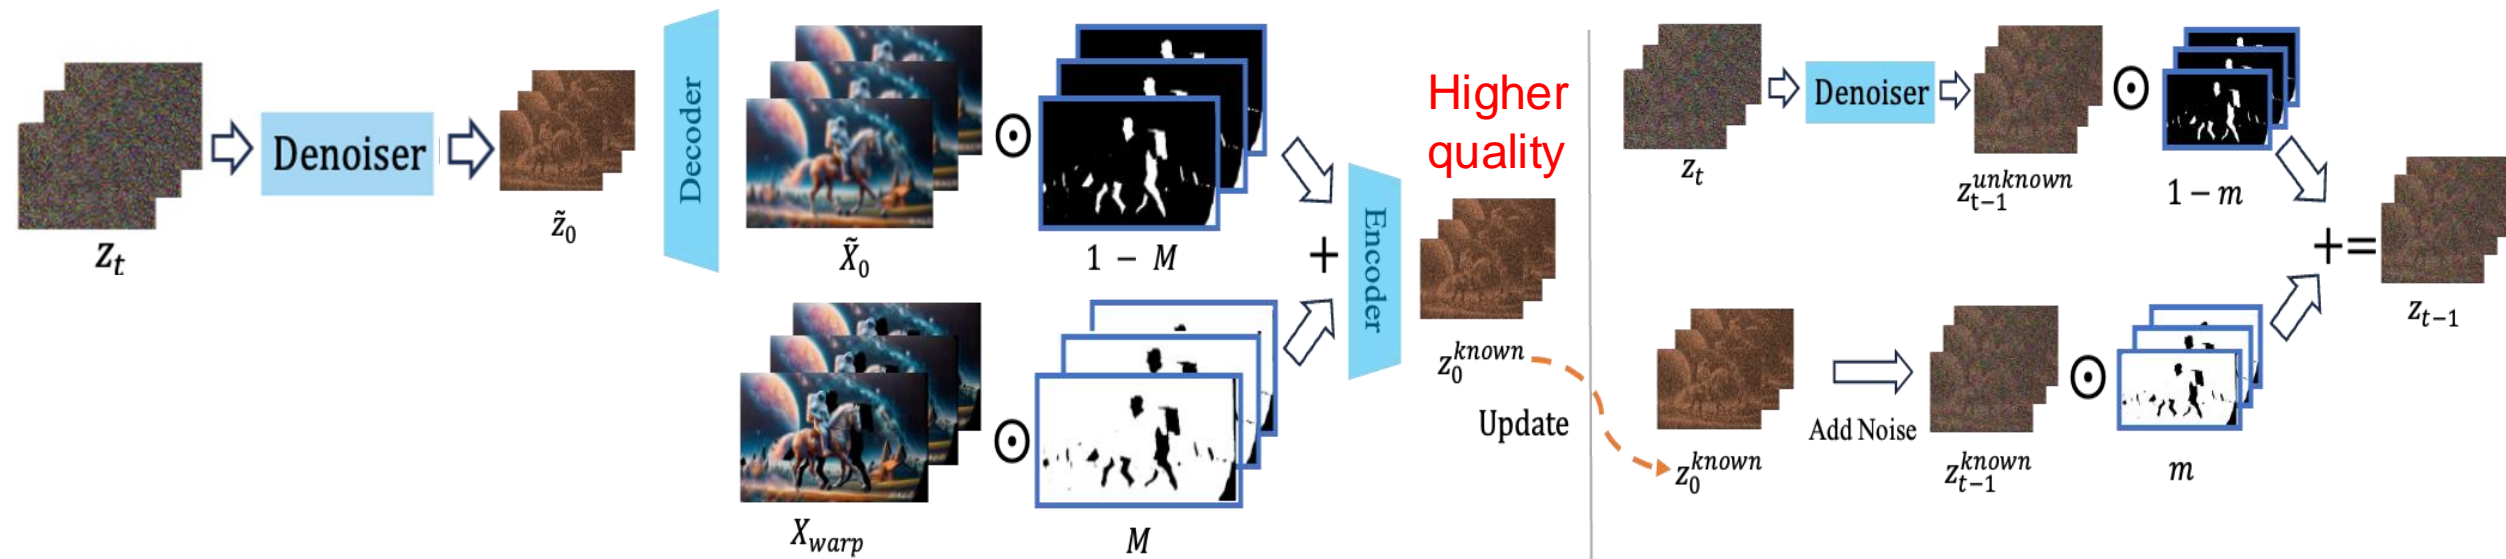 z_t
Denoiser
z̃_0
Decoder
X̃_0
1 − M
X_warp
M
+
Encoder
Higher
quality
z_0^known
Update
z_t
Denoiser
z_{t−1}^unknown
1 − m
z_0^known
Add Noise
z_{t−1}^known
m
+=
z_{t−1}